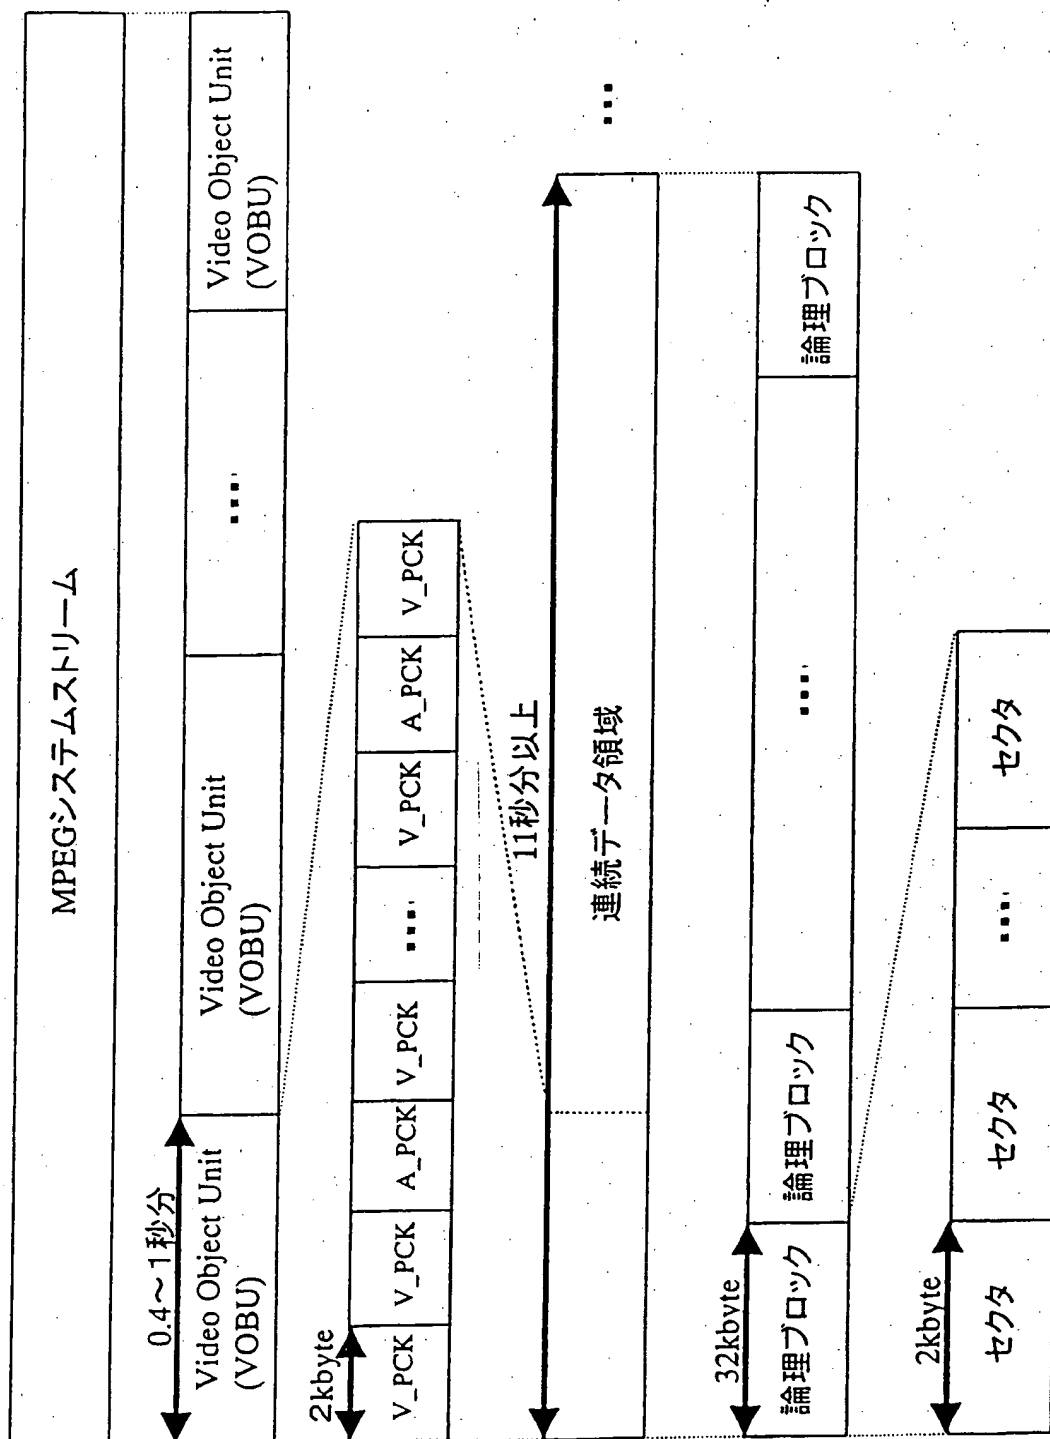 MPEGシステムストリーム
0.4～1秒分
Video Object Unit
(VOBU)
Video Object Unit
(VOBU)
....
Video Object Unit
(VOBU)
2kbyte
V_PCK
V_PCK
A_PCK
V_PCK
....
V_PCK
A_PCK
V_PCK
11秒分以上
連続データ領域
...
32kbyte
論理ブロック
論理ブロック
....
論理ブロック
2kbyte
セクタ
セクタ
....
セクタ